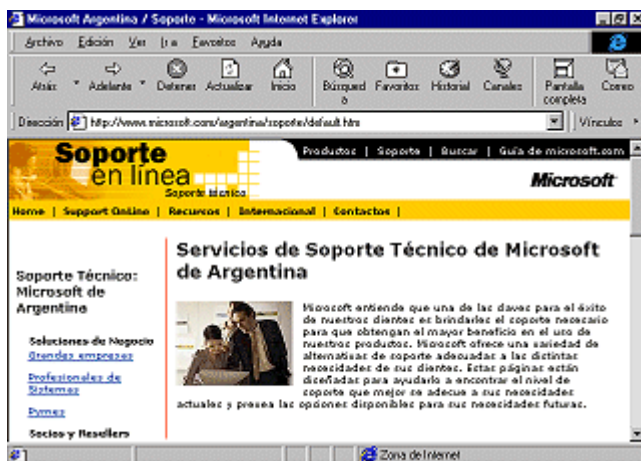 Microsoft Argentina / Soporte - Microsoft Internet Explorer
Archivo Edición Ver Ir a Favoritos Ayuda
Atrás Adelante Detener Actualizar Inicio Búsqued a Favoritos Historial Canales Pantalla completa Correo
Dirección http://www.microsoft.com/argentina/soporte/default.htm Vínculos
Productos | Soporte | Buscar | Guía de microsoft.com
Soporte
en línea
Soporte técnico
Microsoft
Home | Support OnLine | Recursos | Internacional | Contactos |
Soporte Técnico:
Microsoft de
Argentina
Soluciones de Negocio
Grandes empresas
Profesionales de
Sistemas
Pymes
Socios y Resellers
Servicios de Soporte Técnico de Microsoft
de Argentina
Microsoft entiende que una de las claves para el éxito
de nuestros clientes es brindarles el soporte necesario
para que obtengan el mayor beneficio en el uso de
nuestros productos. Microsoft ofrece una variedad de
alternativas de soporte adecuadas a las distintas
necesidades de sus clientes. Estas páginas están
diseñadas para ayudarlo a encontrar el nivel de
soporte que mejor se adecue a sus necesidades
actuales y presea las opciones disponibles para sus necesidades futuras.
Zona de Internet